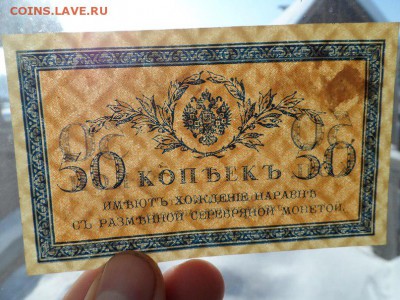 COINS.LAVE.RU
50 КОПѢЕКЪ 50
ИМѢЮТЪ ХОЖДЕНІЕ НАРАВНѢ
СЪ РАЗМѢННОЙ СЕРЕБРЯНОЙ МОНЕТОЙ.